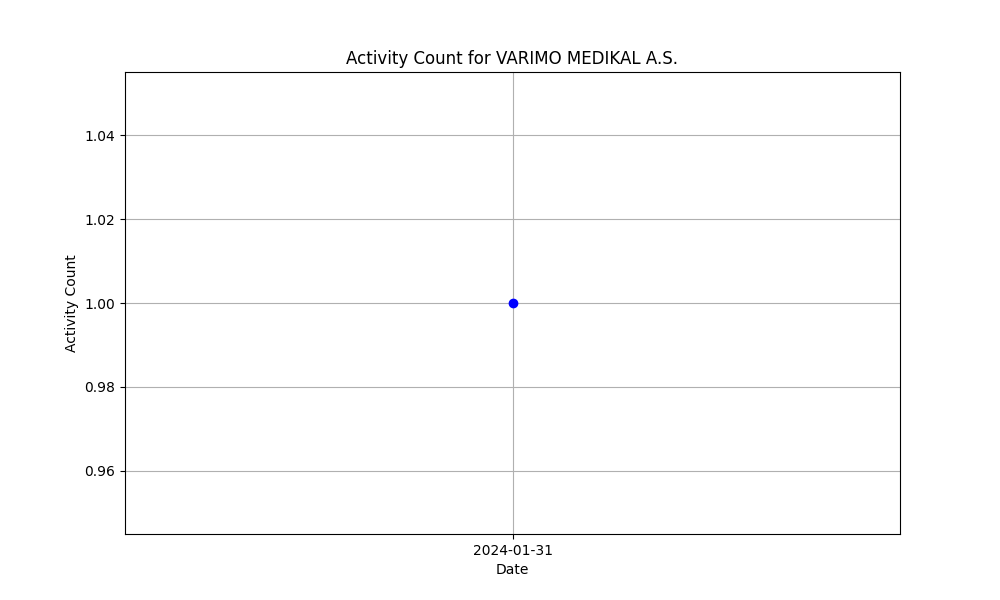 Activity Count for VARIMO MEDIKAL A.S.
1.04
1.02
1.00
0.98
0.96
Activity Count
2024-01-31
Date